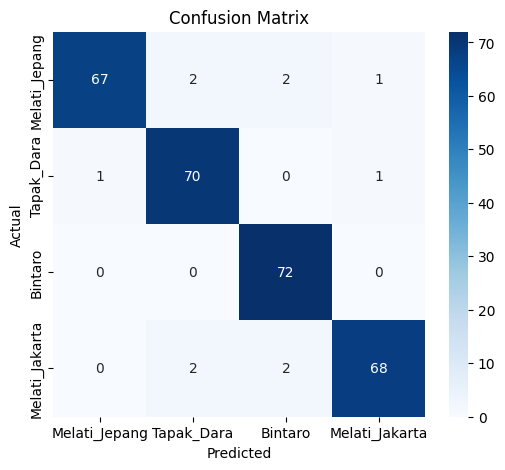 Confusion Matrix
Actual
Melati_Jepang
Tapak_Dara
Bintaro
Melati_Jakarta
67 2 2 1
1 70 0 1
0 0 72 0
0 2 2 68
Melati_Jepang Tapak_Dara Bintaro Melati_Jakarta
Predicted
70
60
50
40
30
20
10
0